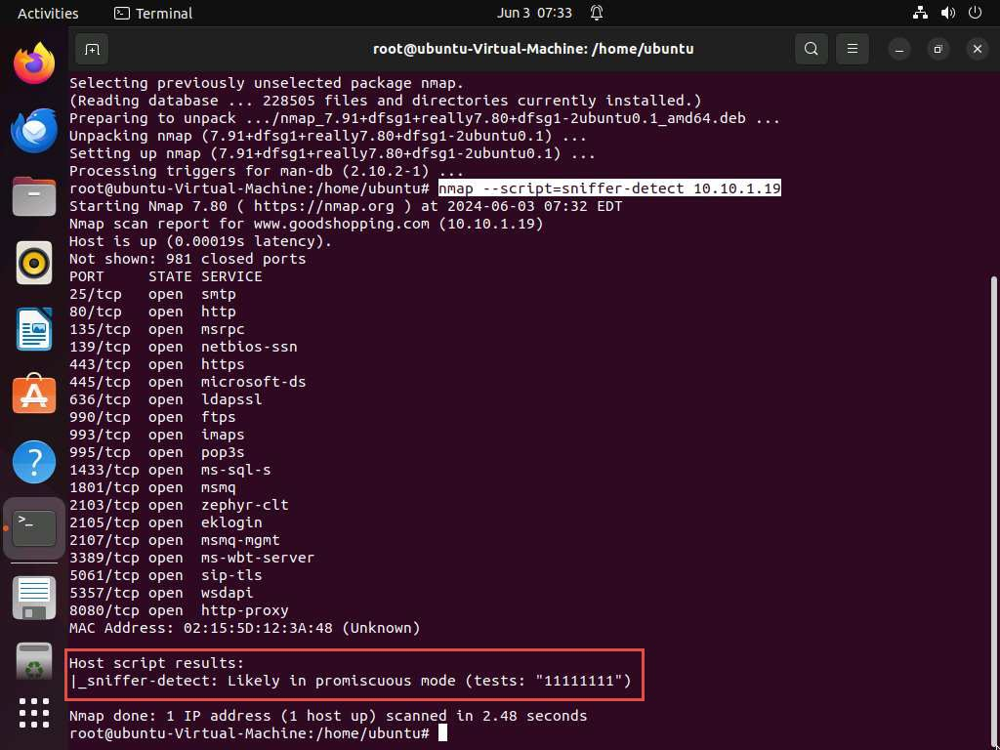 Activities Terminal Jun 3 07:33
root@ubuntu-Virtual-Machine: /home/ubuntu
Selecting previously unselected package nmap.
(Reading database ... 228505 files and directories currently installed.)
Preparing to unpack .../nmap_7.91+dfsg1+really7.80+dfsg1-2ubuntu0.1_amd64.deb ...
Unpacking nmap (7.91+dfsg1+really7.80+dfsg1-2ubuntu0.1) ...
Setting up nmap (7.91+dfsg1+really7.80+dfsg1-2ubuntu0.1) ...
Processing triggers for man-db (2.10.2-1) ...
root@ubuntu-Virtual-Machine:/home/ubuntu# nmap --script=sniffer-detect 10.10.1.19
Starting Nmap 7.80 ( https://nmap.org ) at 2024-06-03 07:32 EDT
Nmap scan report for www.goodshopping.com (10.10.1.19)
Host is up (0.00019s latency).
Not shown: 981 closed ports
PORT     STATE SERVICE
25/tcp   open  smtp
80/tcp   open  http
135/tcp  open  msrpc
139/tcp  open  netbios-ssn
443/tcp  open  https
445/tcp  open  microsoft-ds
636/tcp  open  ldapssl
990/tcp  open  ftps
993/tcp  open  imaps
995/tcp  open  pop3s
1433/tcp open  ms-sql-s
1801/tcp open  msmq
2103/tcp open  zephyr-clt
2105/tcp open  eklogin
2107/tcp open  msmq-mgmt
3389/tcp open  ms-wbt-server
5061/tcp open  sip-tls
5357/tcp open  wsdapi
8080/tcp open  http-proxy
MAC Address: 02:15:5D:12:3A:48 (Unknown)
Host script results:
|_sniffer-detect: Likely in promiscuous mode (tests: "11111111")
Nmap done: 1 IP address (1 host up) scanned in 2.48 seconds
root@ubuntu-Virtual-Machine:/home/ubuntu#